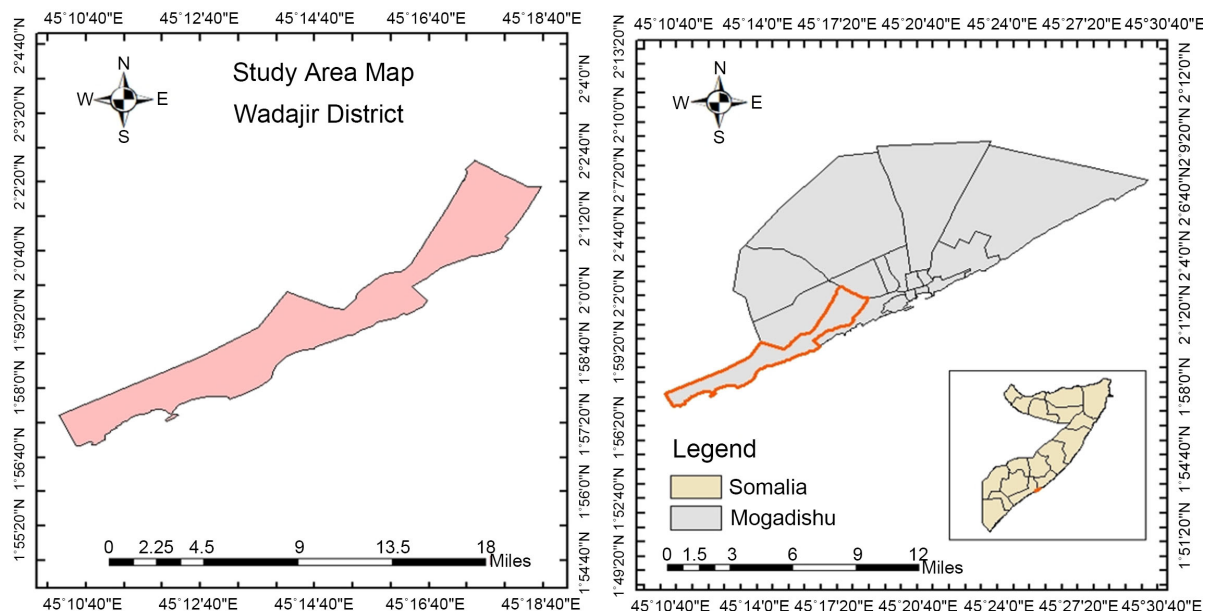 45°10'40"E 45°12'40"E 45°14'40"E 45°16'40"E 45°18'40"E
2°4'40"N
2°3'20"N
2°2'20"N
2°0'40"N
1°59'20"N
1°58'0"N
1°56'40"N
1°55'20"N
N
W E
S
Study Area Map
Wadajir District
2°4'0"N
2°2'40"N
2°1'20"N
2°0'0"N
1°58'40"N
1°57'20"N
1°56'0"N
1°54'40"N
0 2.25 4.5 9 13.5 18
Miles
45°10'40"E 45°12'40"E 45°14'40"E 45°16'40"E 45°18'40"E
45°10'40"E 45°14'0"E 45°17'20"E 45°20'40"E 45°24'0"E 45°27'20"E 45°30'40"E
2°13'20"N
2°10'0"N
2°7'20"N
2°4'40"N
2°2'20"N
1°59'20"N
1°56'20"N
1°52'40"N
1°49'20"N
N
W E
S
2°12'0"N
2°9'20"N
2°6'40"N
2°4'0"N
2°1'20"N
1°58'0"N
1°54'40"N
1°51'20"N
Legend
Somalia
Mogadishu
0 1.5 3 6 9 12
Miles
45°10'40"E 45°14'0"E 45°17'20"E 45°20'40"E 45°24'0"E 45°27'20"E 45°30'40"E